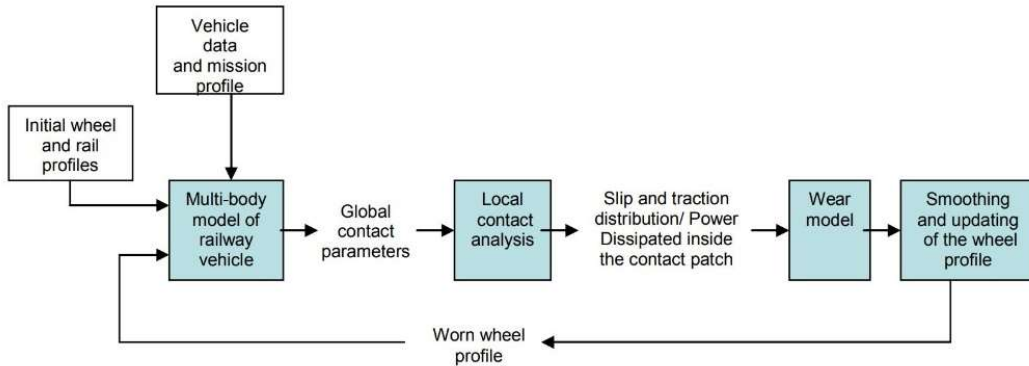 Vehicle
data
and mission
profile
Initial wheel
and rail
profiles
Multi-body
model of
railway
vehicle
Global
contact
parameters
Local
contact
analysis
Slip and traction
distribution/ Power
Dissipated inside
the contact patch
Wear
model
Smoothing
and updating
of the wheel
profile
Worn wheel
profile